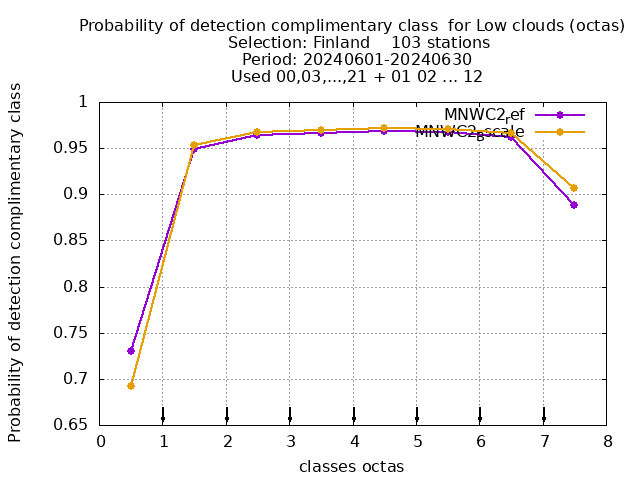 Probability of detection complimentary class  for Low clouds (octas)
Selection: Finland    103 stations
Period: 20240601-20240630
Used 00,03,...,21 + 01 02 ... 12
Probability of detection complimentary class
1
0.95
0.9
0.85
0.8
0.75
0.7
0.65
MNWC2ref
MNWC2Bscale
0 1 2 3 4 5 6 7 8
classes octas